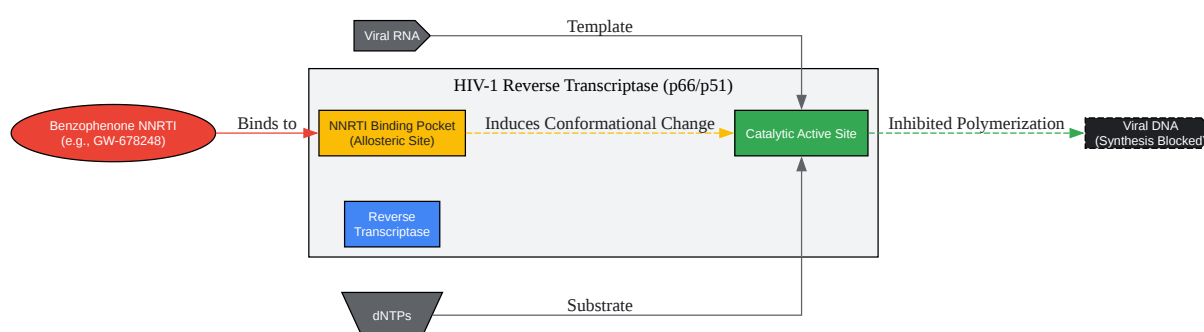 Viral RNA
Template
HIV-1 Reverse Transcriptase (p66/p51)
Benzophenone NNRTI
(e.g., GW-678248)
Binds to
NNRTI Binding Pocket
(Allosteric Site)
Induces Conformational Change
Catalytic Active Site
Inhibited Polymerization
Viral DNA
(Synthesis Blocked)
Reverse
Transcriptase
dNTPs
Substrate